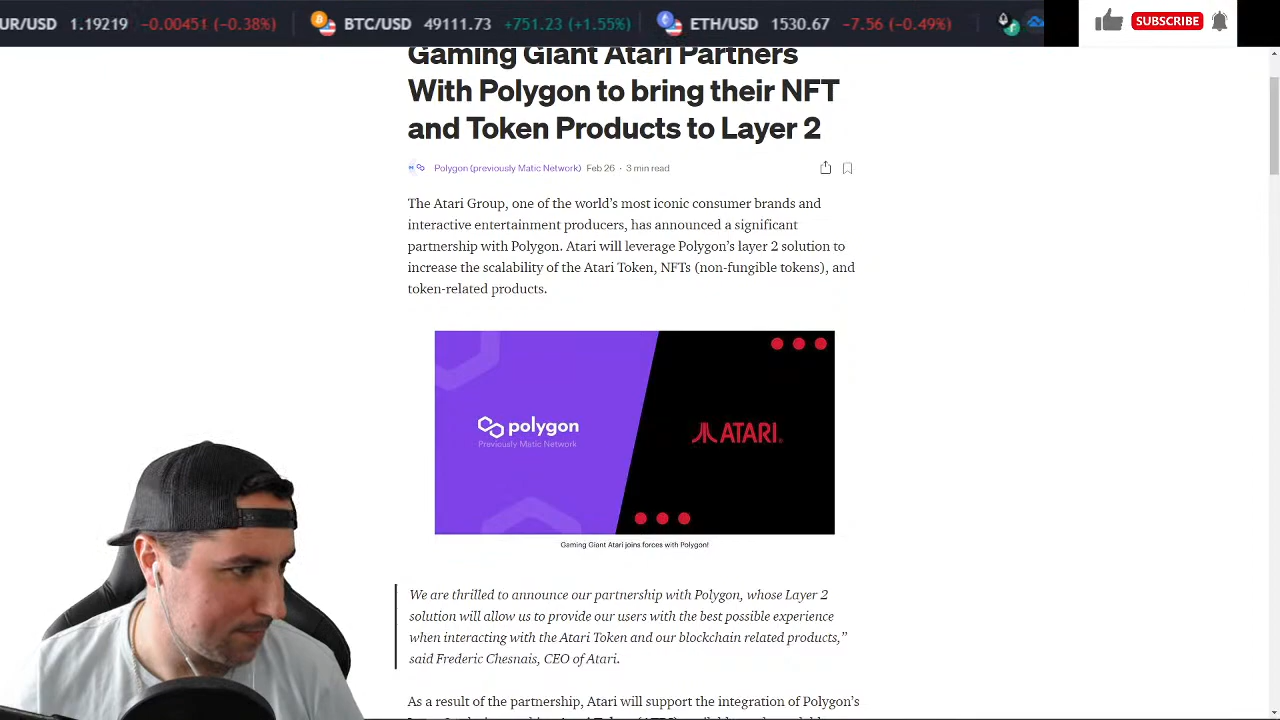 UR/USD 1.19219 -0.00451 (-0.38%) BTC/USD 49111.73 +751.23 (+1.55%) ETH/USD 1530.67 -7.56 (-0.49%)
SUBSCRIBE
Gaming Giant Atari Partners
With Polygon to bring their NFT
and Token Products to Layer 2
Polygon (previously Matic Network) Feb 26 · 3 min read
The Atari Group, one of the world's most iconic consumer brands and
interactive entertainment producers, has announced a significant
partnership with Polygon. Atari will leverage Polygon's layer 2 solution to
increase the scalability of the Atari Token, NFTs (non-fungible tokens), and
token-related products.
polygon
Previously Matic Network
ATARI
Gaming Giant Atari joins forces with Polygon!
We are thrilled to announce our partnership with Polygon, whose Layer 2
solution will allow us to provide our users with the best possible experience
when interacting with the Atari Token and our blockchain related products,”
said Frederic Chesnais, CEO of Atari.
As a result of the partnership, Atari will support the integration of Polygon's